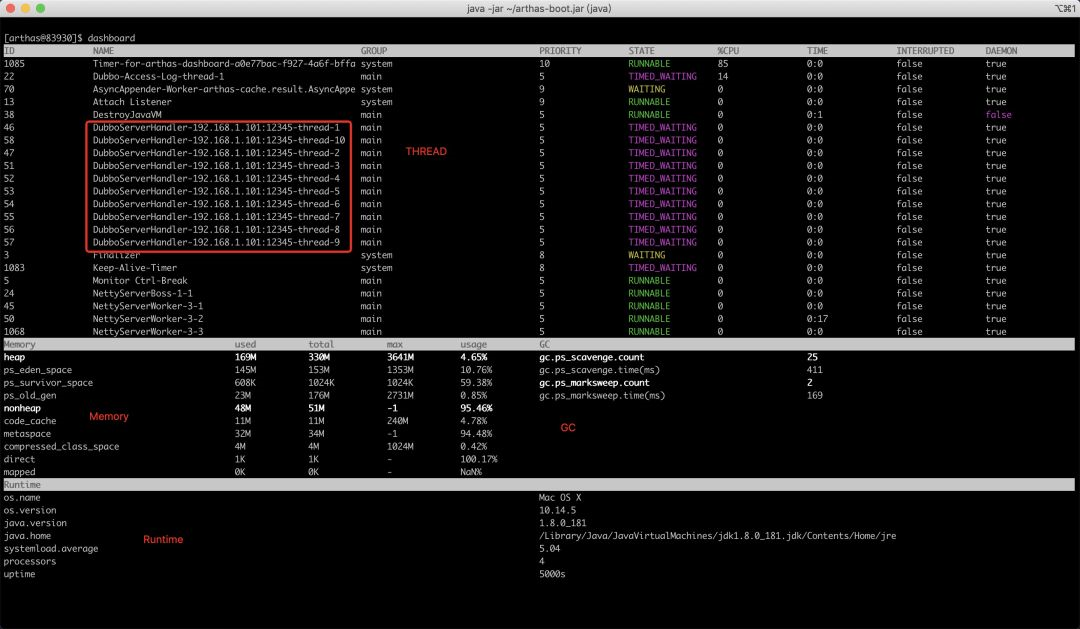 java -jar ~/arthas-boot.jar (java) ⌥⌘1
[arthas@83930]$ dashboard
ID NAME GROUP PRIORITY STATE %CPU TIME INTERRUPTED DAEMON
1085 Timer-for-arthas-dashboard-a0e77bac-f927-4a6f-bffa system 10 RUNNABLE 85 0:0 false true
22 Dubbo-Access-Log-thread-1 main 5 TIMED_WAITING 14 0:0 false true
70 AsyncAppender-Worker-arthas-cache.result.AsyncAppe system 9 WAITING 0 0:0 false true
13 Attach Listener system 9 RUNNABLE 0 0:0 false true
38 DestroyJavaVM main 5 RUNNABLE 0 0:1 false false
46 DubboServerHandler-192.168.1.101:12345-thread-1 main 5 TIMED_WAITING 0 0:0 false true
58 DubboServerHandler-192.168.1.101:12345-thread-10 main 5 TIMED_WAITING 0 0:0 false true
47 DubboServerHandler-192.168.1.101:12345-thread-2 main THREAD 5 TIMED_WAITING 0 0:0 false true
51 DubboServerHandler-192.168.1.101:12345-thread-3 main 5 TIMED_WAITING 0 0:0 false true
52 DubboServerHandler-192.168.1.101:12345-thread-4 main 5 TIMED_WAITING 0 0:0 false true
53 DubboServerHandler-192.168.1.101:12345-thread-5 main 5 TIMED_WAITING 0 0:0 false true
54 DubboServerHandler-192.168.1.101:12345-thread-6 main 5 TIMED_WAITING 0 0:0 false true
55 DubboServerHandler-192.168.1.101:12345-thread-7 main 5 TIMED_WAITING 0 0:0 false true
56 DubboServerHandler-192.168.1.101:12345-thread-8 main 5 TIMED_WAITING 0 0:0 false true
57 DubboServerHandler-192.168.1.101:12345-thread-9 main 5 TIMED_WAITING 0 0:0 false true
3 Finalizer system 8 WAITING 0 0:0 false true
1083 Keep-Alive-Timer system 8 TIMED_WAITING 0 0:0 false true
5 Monitor Ctrl-Break main 5 RUNNABLE 0 0:0 false true
24 NettyServerBoss-1-1 main 5 RUNNABLE 0 0:0 false true
45 NettyServerWorker-3-1 main 5 RUNNABLE 0 0:0 false true
50 NettyServerWorker-3-2 main 5 RUNNABLE 0 0:17 false true
1068 NettyServerWorker-3-3 main 5 RUNNABLE 0 0:0 false true
Memory used total max usage GC
heap 169M 330M 3641M 4.65% gc.ps_scavenge.count 25
ps_eden_space 145M 153M 1353M 10.76% gc.ps_scavenge.time(ms) 411
ps_survivor_space 608K 1024K 1024K 59.38% gc.ps_marksweep.count 2
ps_old_gen 23M 176M 2731M 0.85% gc.ps_marksweep.time(ms) 169
nonheap 48M 51M -1 95.46%
Memory
code_cache 11M 11M 240M 4.78%
GC
metaspace 32M 34M -1 94.48%
compressed_class_space 4M 4M 1024M 0.42%
direct 1K 1K - 100.17%
mapped 0K 0K - NaN%
Runtime
os.name Mac OS X
os.version 10.14.5
java.version 1.8.0_181
java.home /Library/Java/JavaVirtualMachines/jdk1.8.0_181.jdk/Contents/Home/jre
Runtime
systemload.average 5.04
processors 4
uptime 5000s